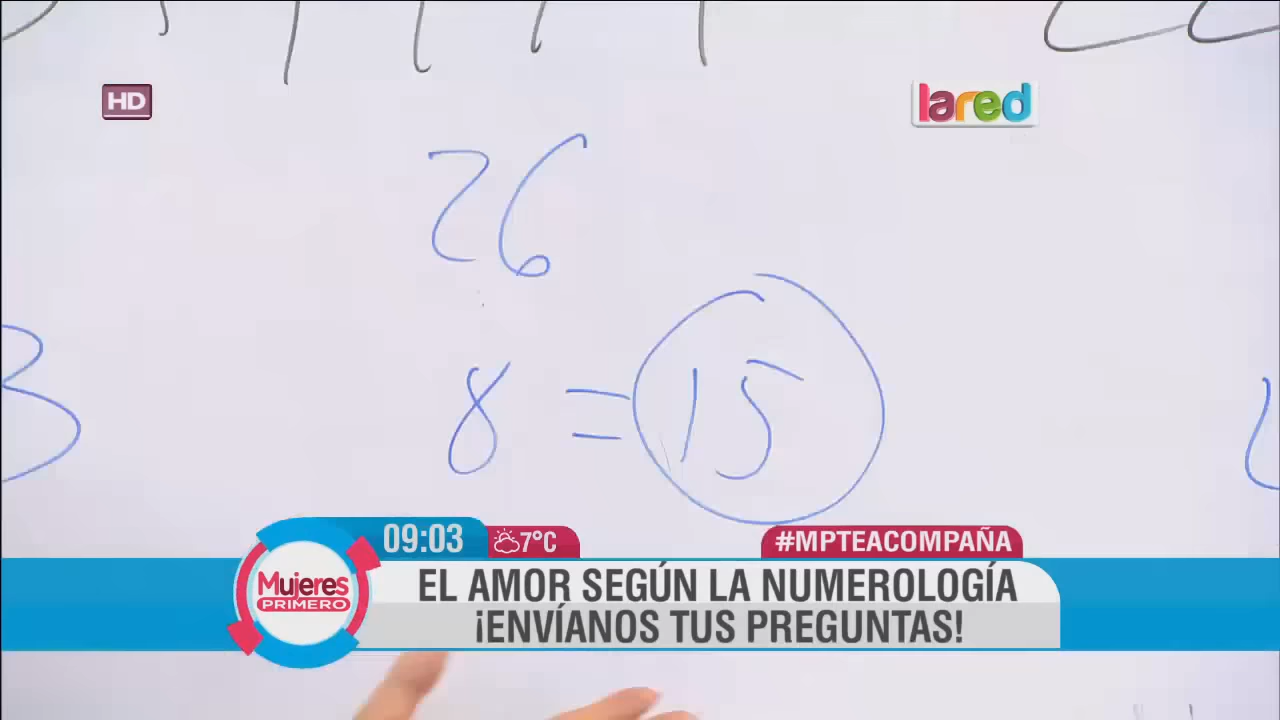 HD
lared
26
3
8 = 15
09:03
7°C
#MPTEACOMPAÑA
Mujeres
PRIMERO
EL AMOR SEGÚN LA NUMEROLOGÍA
¡ENVÍANOS TUS PREGUNTAS!